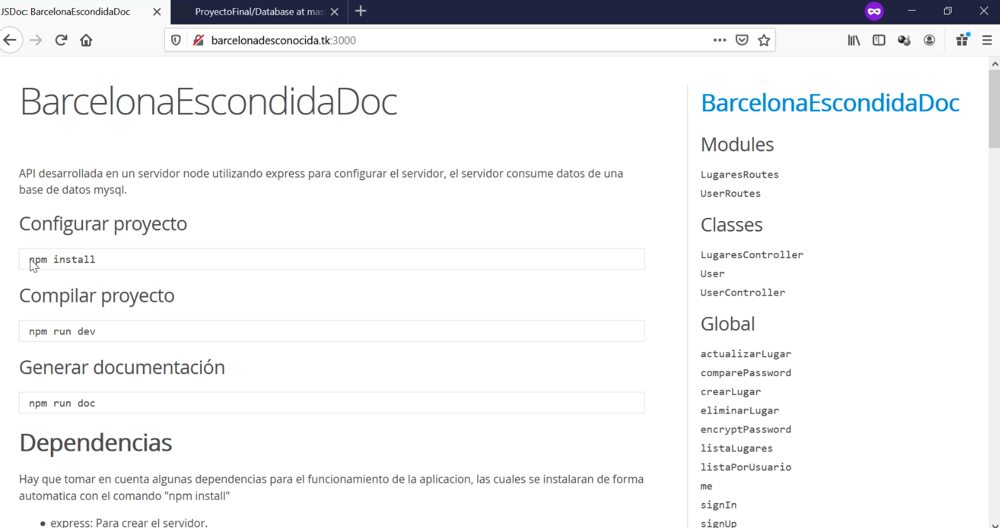 JSDoc: BarcelonaEscondidaDoc
ProyectoFinal/Database at mas
barcelonadesconocida.tk:3000
BarcelonaEscondidaDoc
API desarrollada en un servidor node utilizando express para configurar el servidor, el servidor consume datos de una
base de datos mysql.
Configurar proyecto
npm install
Compilar proyecto
npm run dev
Generar documentación
npm run doc
Dependencias
Hay que tomar en cuenta algunas dependencias para el funcionamiento de la aplicacion, las cuales se instalaran de forma
automatica con el comando "npm install"
• express: Para crear el servidor.
BarcelonaEscondidaDoc
Modules
LugaresRoutes
UserRoutes
Classes
LugaresController
User
UserController
Global
actualizarLugar
comparePassword
crearLugar
eliminarLugar
encryptPassword
listaLugares
listaPorUsuario
me
signIn
signUp